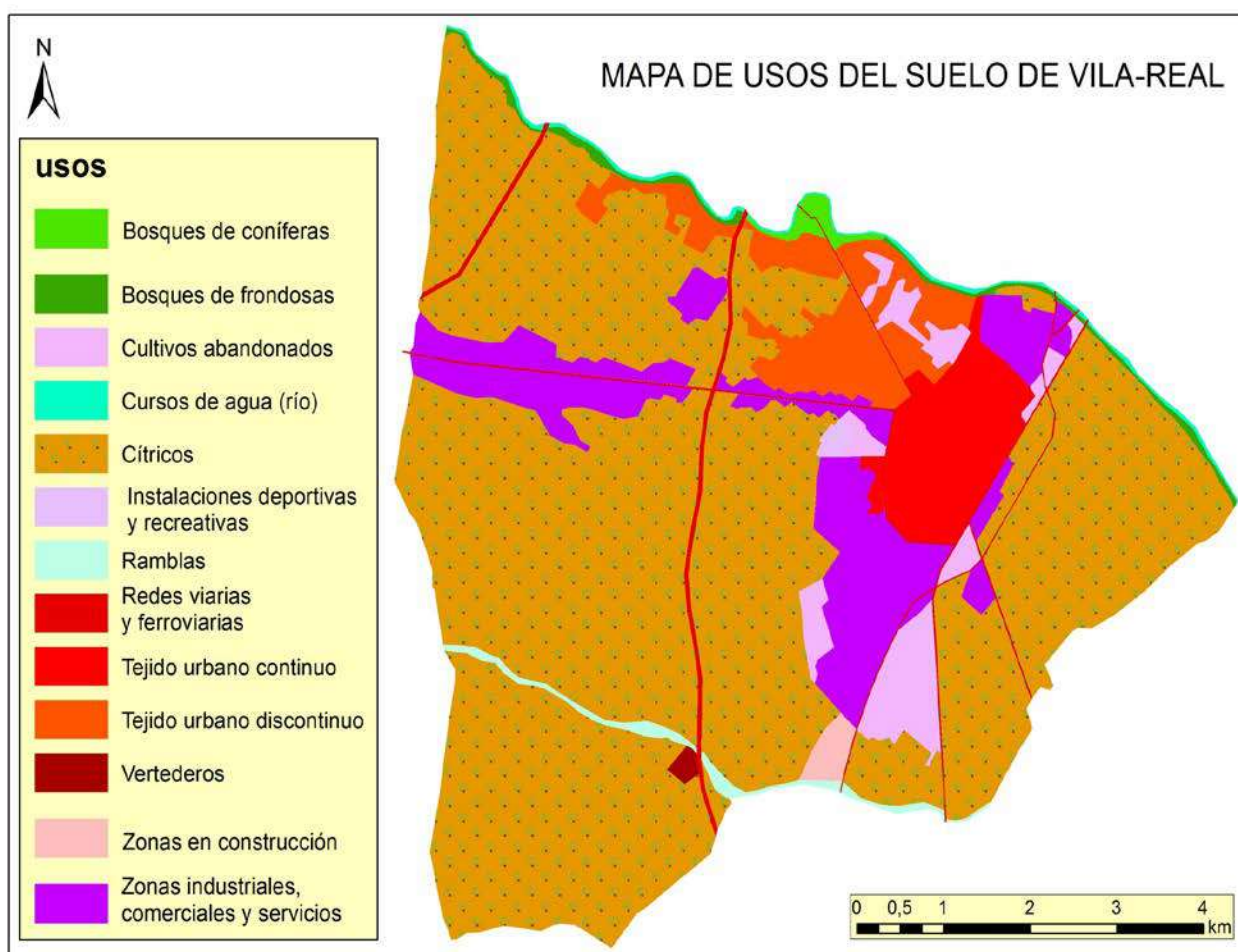 N
MAPA DE USOS DEL SUELO DE VILA-REAL
usos
Bosques de coníferas
Bosques de frondosas
Cultivos abandonados
Cursos de agua (río)
Cítricos
Instalaciones deportivas
y recreativas
Ramblas
Redes viarias
y ferroviarias
Tejido urbano continuo
Tejido urbano discontinuo
Vertederos
Zonas en construcción
Zonas industriales,
comerciales y servicios
0 0,5 1 2 3 4
km